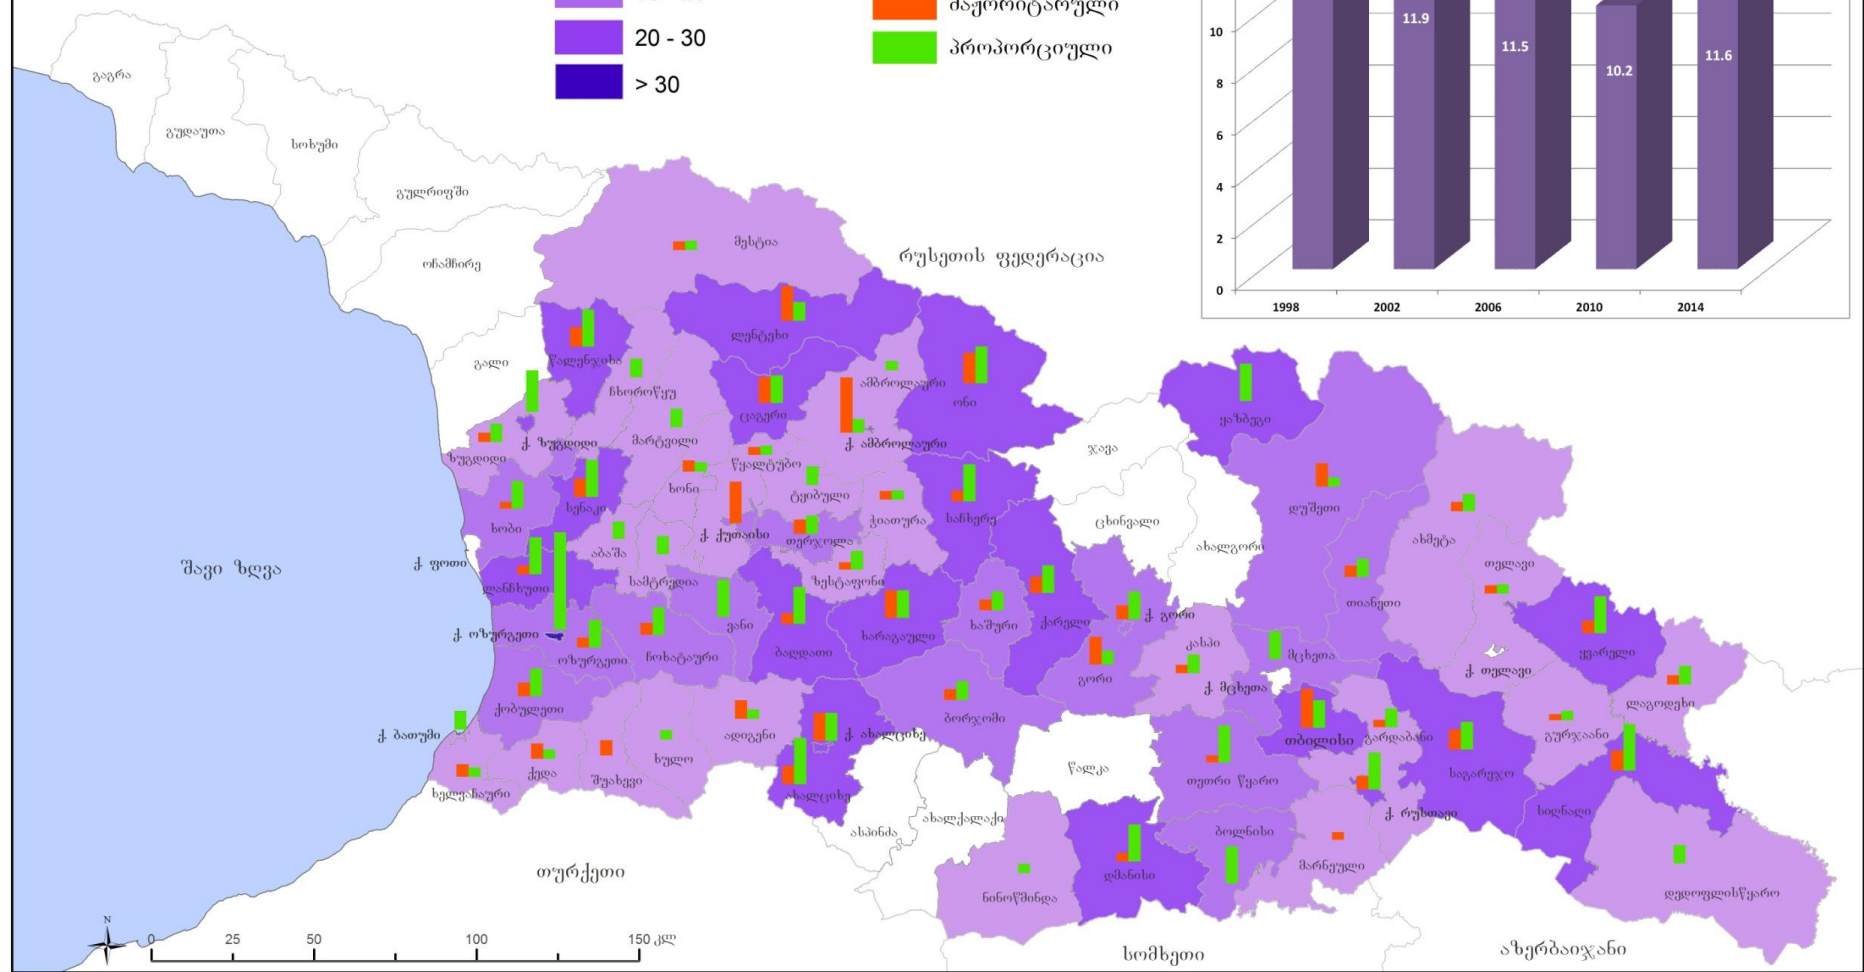 20 - 30
> 30
მაჟორიტარული
პროპორციული
10
8
6
4
2
0
11.9
11.5
10.2
11.6
1998
2002
2006
2010
2014
გაგრა
გუდაუთა
სოხუმი
გულრიფში
ოჩამჩირე
გალი
მესტია
რუსეთის ფედერაცია
ლენტეხი
წალენჯიხა
ჩხოროწყუ
ცაგერი
ამბროლაური
ონი
ყაზბეგი
ქ. ზუგდიდი
მარტვილი
ქ. ამბროლაური
ჯავა
ზუგდიდი
წყალტუბო
ხონი
ტყიბული
სენაკი
ჭიათურა
საჩხერე
დუშეთი
ხობი
ცხინვალი
ქ. ქუთაისი
თერჯოლა
აბაშა
ახალგორი
ახმეტა
ქ. ფოთი
შავი ზღვა
სამტრედია
ზესტაფონი
თელავი
ლანჩხუთი
თიანეთი
ქ. გორი
ვანი
ხარაგაული
ხაშური
ქარელი
ქ. ოზურგეთი
ოზურგეთი
ჩოხატაური
ბაღდათი
კასპი
მცხეთა
ყვარელი
გორი
ქ. თელავი
ქ. მცხეთა
ლაგოდეხი
ქობულეთი
ბორჯომი
ქ. ბათუმი
ადიგენი
ქ. ახალციხე
თბილისი
გარდაბანი
გურჯაანი
ხულო
ქედა
შუახევი
წალკა
თეთრი წყარო
საგარეჯო
ხელვაჩაური
ახალციხე
სიღნაღი
ქ. რუსთავი
ასპინძა
ახალქალაქი
ბოლნისი
მარნეული
თურქეთი
დმანისი
ნინოწმინდა
დედოფლისწყარო
სომხეთი
აზერბაიჯანი
N
0 25 50 100 150 კლ